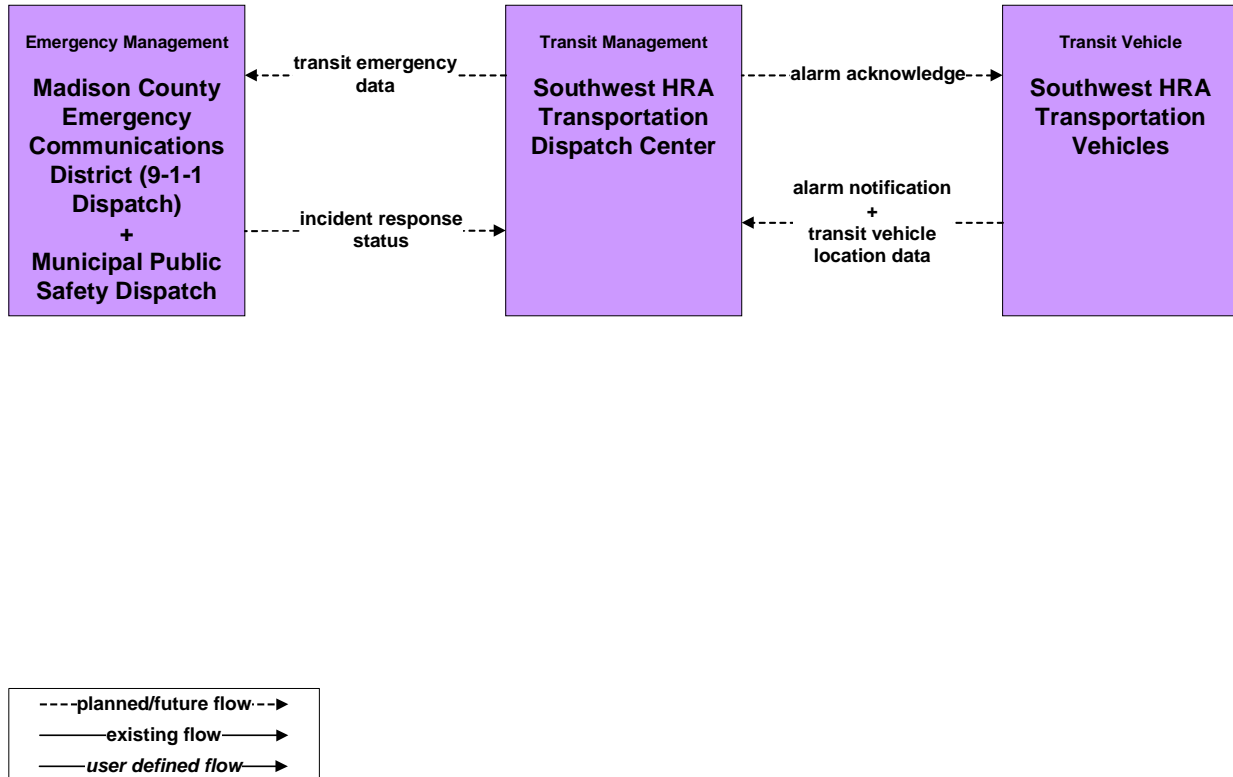 Emergency Management
Madison County
Emergency
Communications
District (9-1-1
Dispatch)
+
Municipal Public
Safety Dispatch
transit emergency
data
incident response
status
Transit Management
Southwest HRA
Transportation
Dispatch Center
alarm acknowledge
alarm notification
+
transit vehicle
location data
Transit Vehicle
Southwest HRA
Transportation
Vehicles
planned/future flow
existing flow
user defined flow